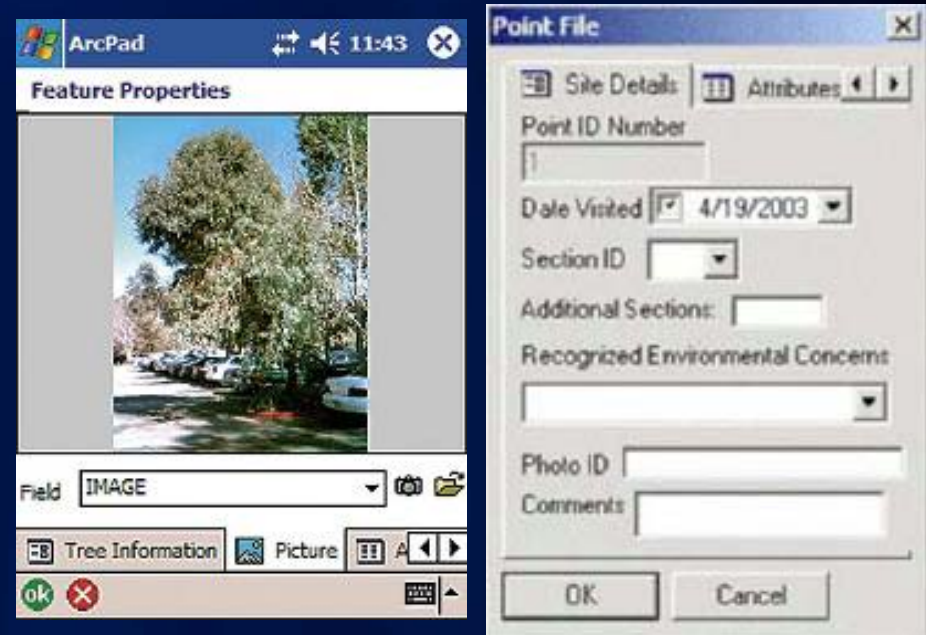 ArcPad 11:43
Feature Properties
Field IMAGE
Tree Information Picture A
ok
Point File
Site Details Attributes
Point ID Number
1
Date Visited 4/19/2003
Section ID
Additional Sections:
Recognized Environmental Concerns
Photo ID
Comments
OK Cancel